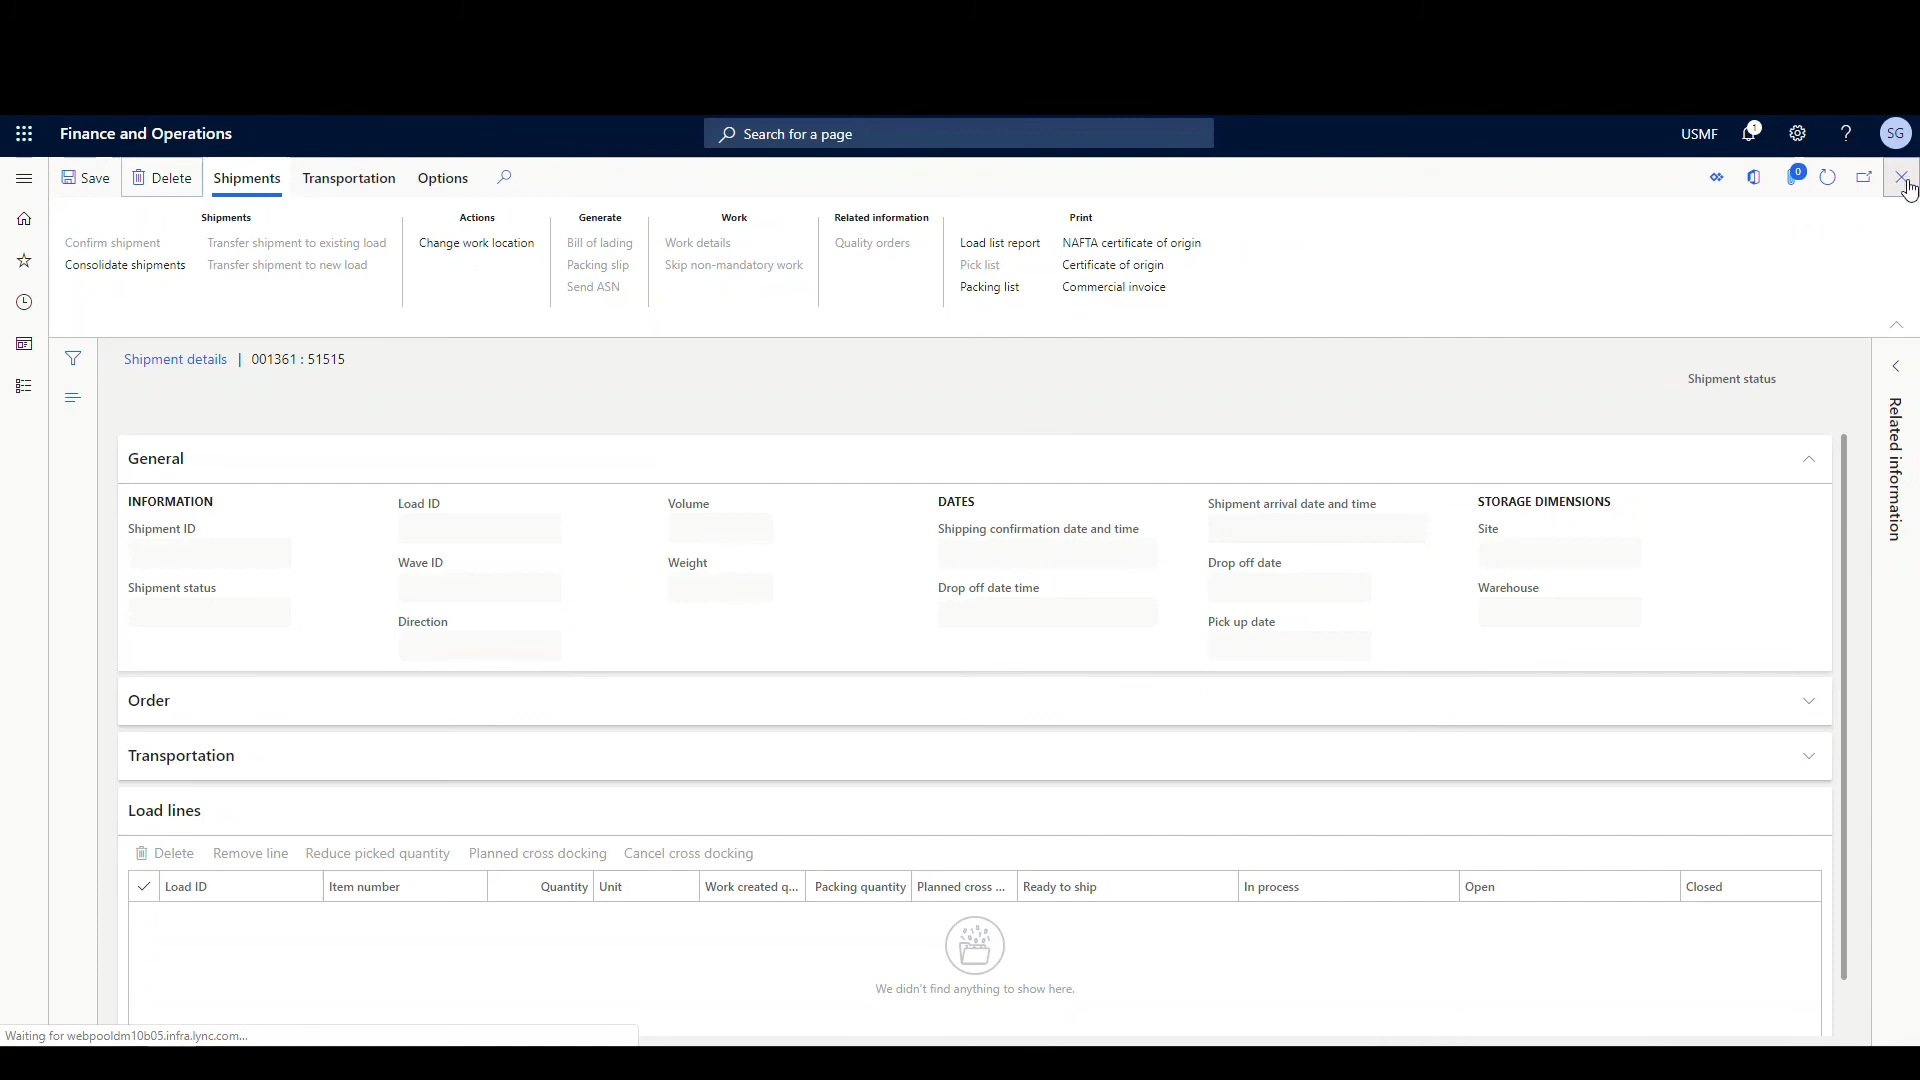 Finance and Operations
Search for a page
USMF
1
SG
Save
Delete
Shipments
Transportation
Options
0
Shipments
Confirm shipment
Transfer shipment to existing load
Consolidate shipments
Transfer shipment to new load
Actions
Change work location
Generate
Bill of lading
Packing slip
Send ASN
Work
Work details
Skip non-mandatory work
Related information
Quality orders
Print
Load list report
NAFTA certificate of origin
Pick list
Certificate of origin
Packing list
Commercial invoice
Shipment details | 001361 : 51515
Shipment status
Related information
General
INFORMATION
Shipment ID
Shipment status
Load ID
Wave ID
Direction
Volume
Weight
DATES
Shipping confirmation date and time
Drop off date time
Shipment arrival date and time
Drop off date
Pick up date
STORAGE DIMENSIONS
Site
Warehouse
Order
Transportation
Load lines
Delete
Remove line
Reduce picked quantity
Planned cross docking
Cancel cross docking
Load ID
Item number
Quantity
Unit
Work created q...
Packing quantity
Planned cross ...
Ready to ship
In process
Open
Closed
We didn't find anything to show here.
Waiting for webpooldm10b05.infra.lync.com...